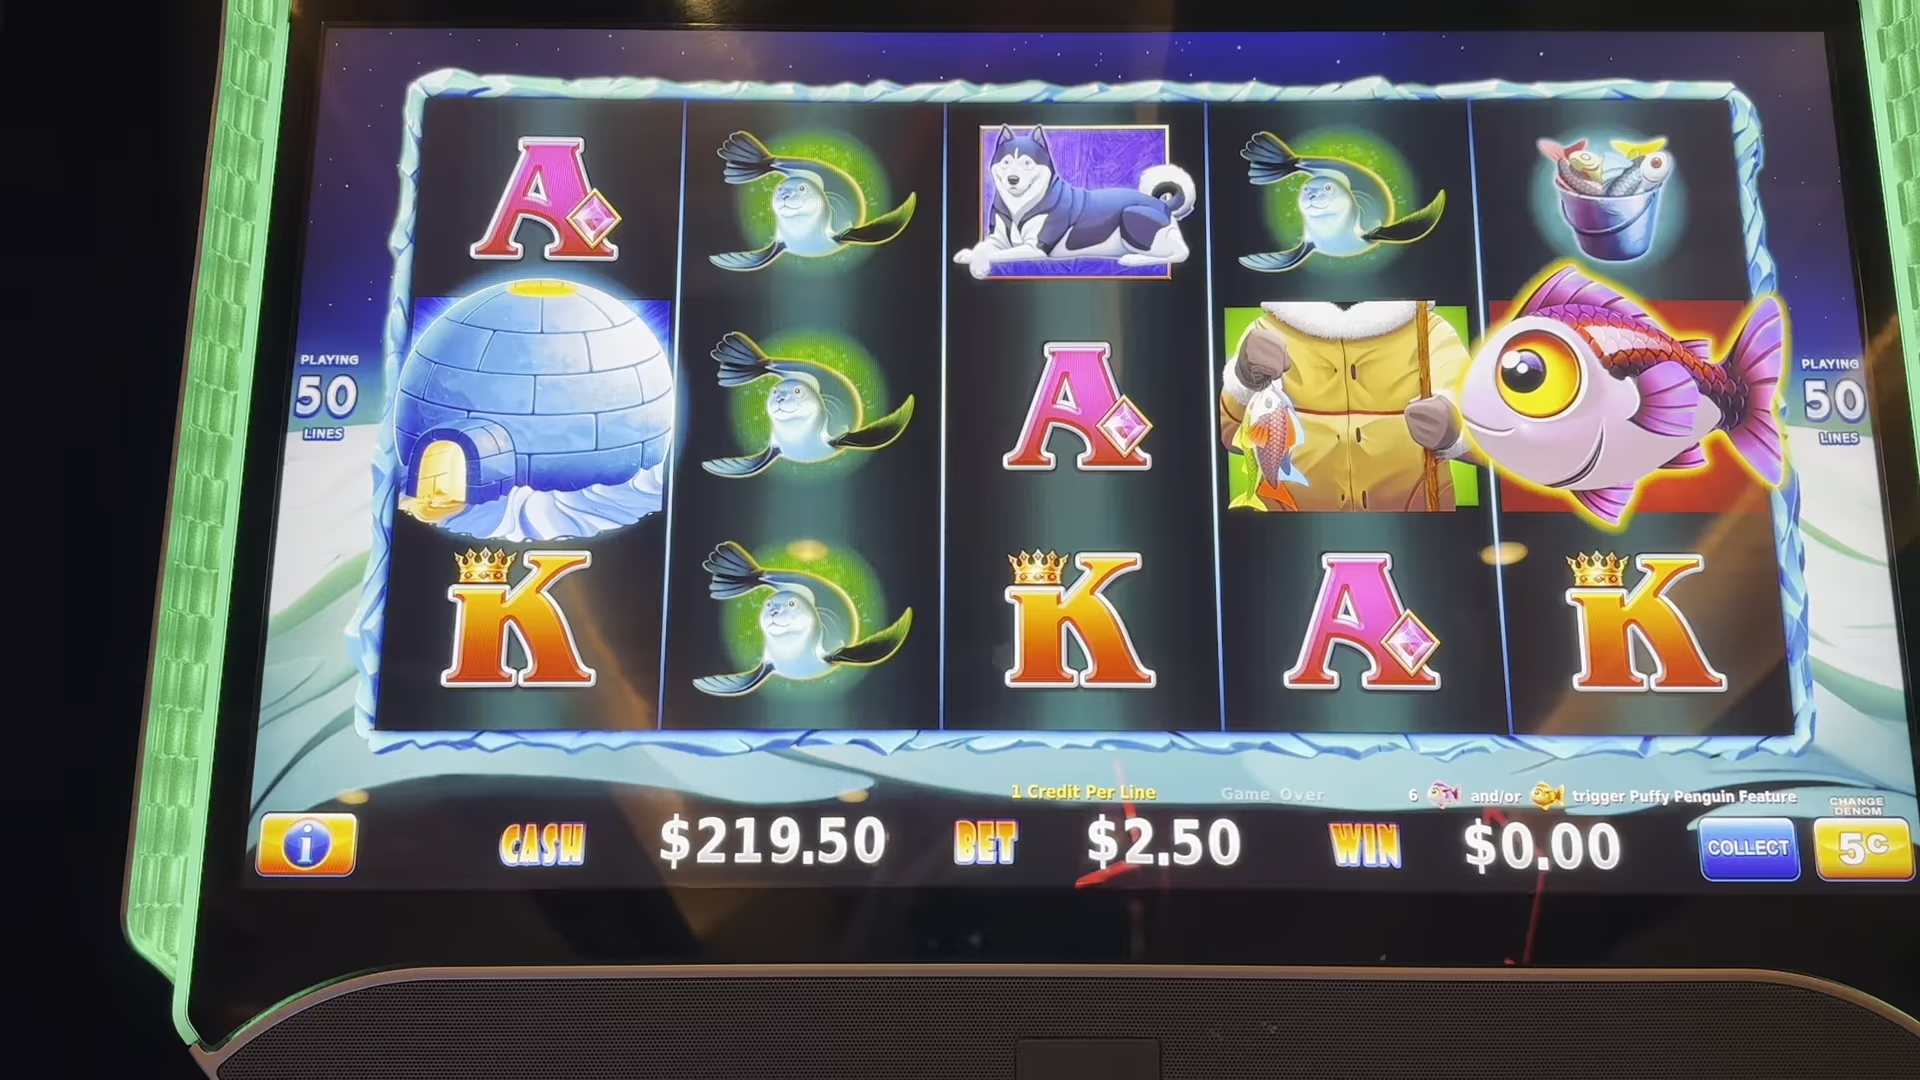 A
PLAYING
50
LINES
A
PLAYING
50
LINES
K
K
A
K
1 Credit Per Line
Game Over
6 and/or trigger Puffy Penguin Feature
i
CASH
$219.50
BET
$2.50
WIN
$0.00
COLLECT
CHANGE
DENOM
5¢